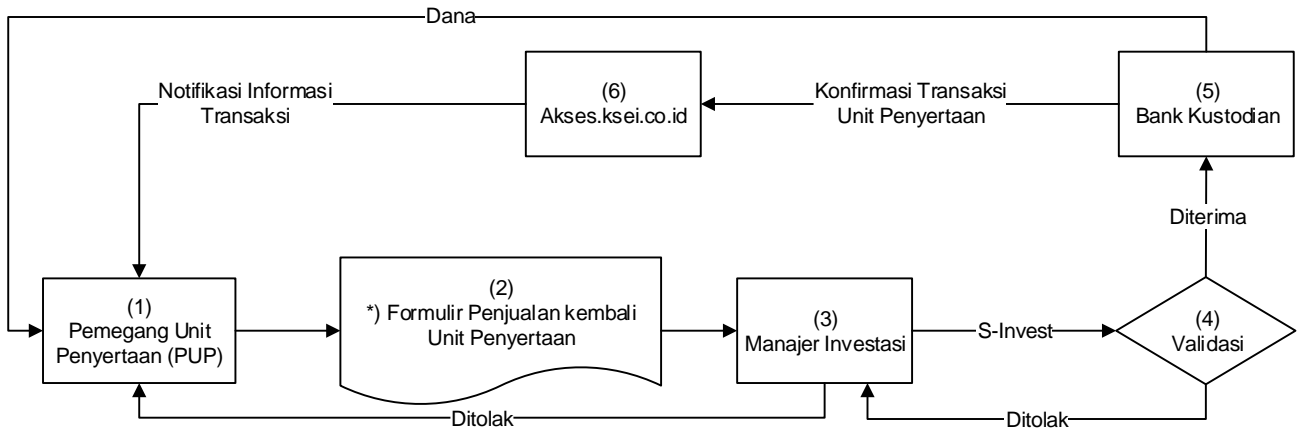 Dana
Notifikasi Informasi
Transaksi
(6)
Akses.ksei.co.id
Konfirmasi Transaksi
Unit Penyertaan
(5)
Bank Kustodian
Diterima
(1)
Pemegang Unit
Penyertaan (PUP)
(2)
*) Formulir Penjualan kembali
Unit Penyertaan
(3)
Manajer Investasi
S-Invest
(4)
Validasi
Ditolak
Ditolak